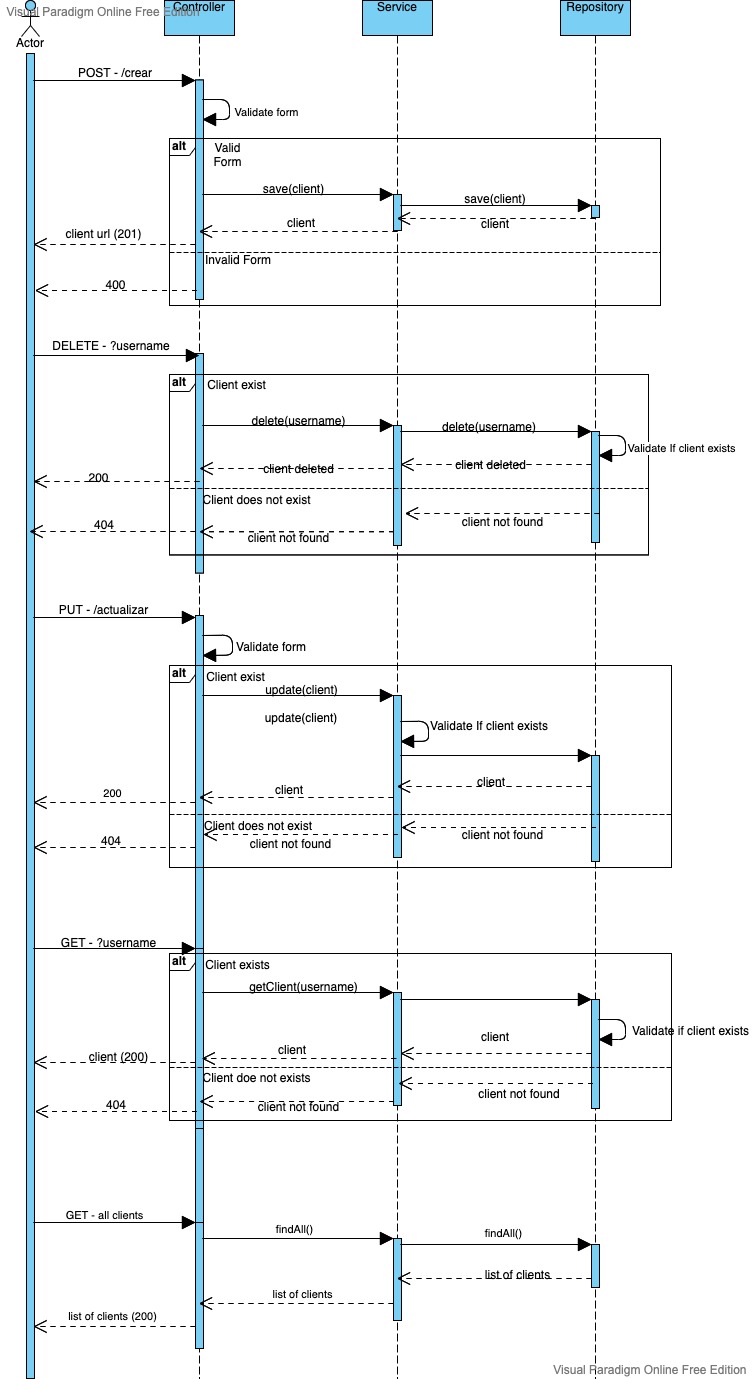 Visual Paradigm Online Free Edition
Controller
Service
Repository
Actor
POST - /crear
Validate form
alt
Valid
Form
save(client)
save(client)
client
client
client url (201)
Invalid Form
400
DELETE - ?username
alt
Client exist
delete(username)
delete(username)
Validate If client exists
client deleted
client deleted
200
Client does not exist
client not found
404
client not found
PUT - /actualizar
Validate form
alt
Client exist
update(client)
update(client)
Validate If client exists
client
client
200
Client does not exist
client not found
404
client not found
GET - ?username
alt
Client exists
getClient(username)
Validate if client exists
client
client
client (200)
Client doe not exists
client not found
404
client not found
GET - all clients
findAll()
findAll()
list of clients
list of clients
list of clients (200)
Visual Paradigm Online Free Edition